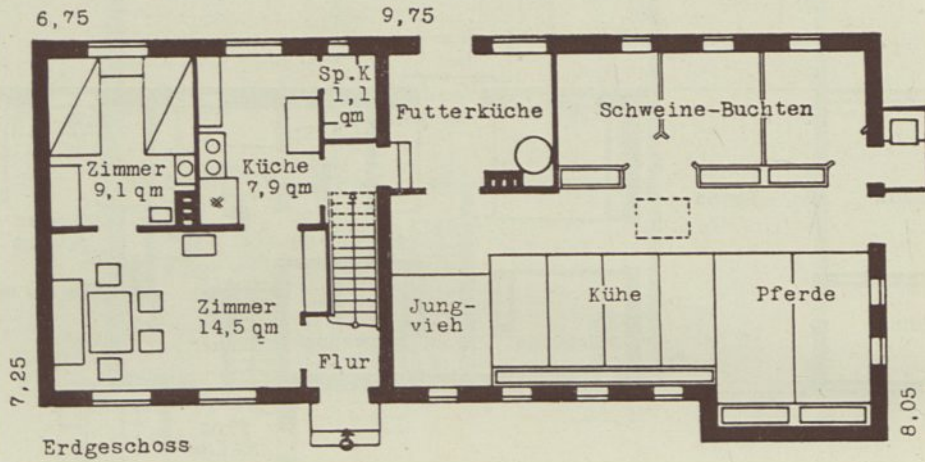 6,75
9,75
Sp.K
1,1
qm
Futterküche
Schweine-Buchten
Zimmer
9,1 qm
Küche
7,9 qm
Zimmer
14,5 qm
Jung-
vieh
Kühe
Pferde
Flur
7,25
8,05
Erdgeschoss